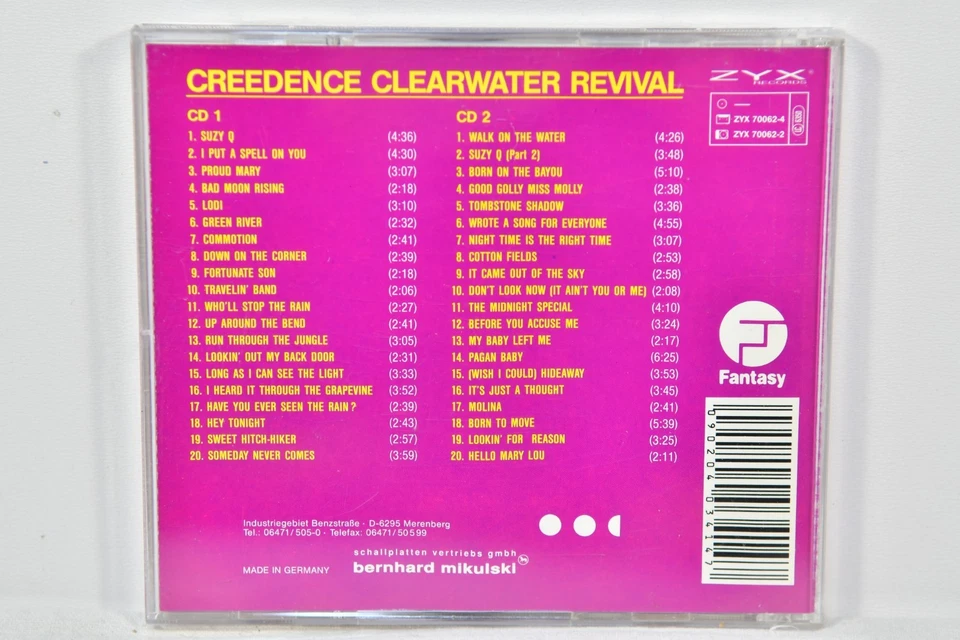 CREEDENCE CLEARWATER REVIVAL
CD 1
1. SUZY Q (4:36)
2. I PUT A SPELL ON YOU (4:30)
3. PROUD MARY (3:07)
4. BAD MOON RISING (2:18)
5. LODI (3:10)
6. GREEN RIVER (2:32)
7. COMMOTION (2:41)
8. DOWN ON THE CORNER (2:39)
9. FORTUNATE SON (2:18)
10. TRAVELIN' BAND (2:06)
11. WHO'LL STOP THE RAIN (2:27)
12. UP AROUND THE BEND (2:41)
13. RUN THROUGH THE JUNGLE (3:05)
14. LOOKIN' OUT MY BACK DOOR (2:31)
15. LONG AS I CAN SEE THE LIGHT (3:33)
16. I HEARD IT THROUGH THE GRAPEVINE (3:52)
17. HAVE YOU EVER SEEN THE RAIN? (2:39)
18. HEY TONIGHT (2:43)
19. SWEET HITCH-HIKER (2:57)
20. SOMEDAY NEVER COMES (3:59)
CD 2
1. WALK ON THE WATER (4:26)
2. SUZY Q (Part 2) (3:48)
3. BORN ON THE BAYOU (5:10)
4. GOOD GOLLY MISS MOLLY (2:38)
5. TOMBSTONE SHADOW (3:36)
6. WROTE A SONG FOR EVERYONE (4:55)
7. NIGHT TIME IS THE RIGHT TIME (3:07)
8. COTTON FIELDS (2:53)
9. IT CAME OUT OF THE SKY (2:58)
10. DON'T LOOK NOW (IT AIN'T YOU OR ME) (2:08)
11. THE MIDNIGHT SPECIAL (4:10)
12. BEFORE YOU ACCUSE ME (3:24)
13. MY BABY LEFT ME (2:17)
14. PAGAN BABY (6:25)
15. (WISH I COULD) HIDEAWAY (3:53)
16. IT'S JUST A THOUGHT (3:45)
17. MOLINA (2:41)
18. BORN TO MOVE (5:39)
19. LOOKIN' FOR REASON (3:25)
20. HELLO MARY LOU (2:11)
ZYX®
RECORDS
—
ZYX 70062-4
ZYX 70062-2
Fantasy
090204034147
Industriegebiet Benzstraße · D-6295 Merenberg
Tel.: 06471/505-0 · Telefax: 06471/50599
schallplatten vertriebs gmbh
MADE IN GERMANY bernhard mikulski